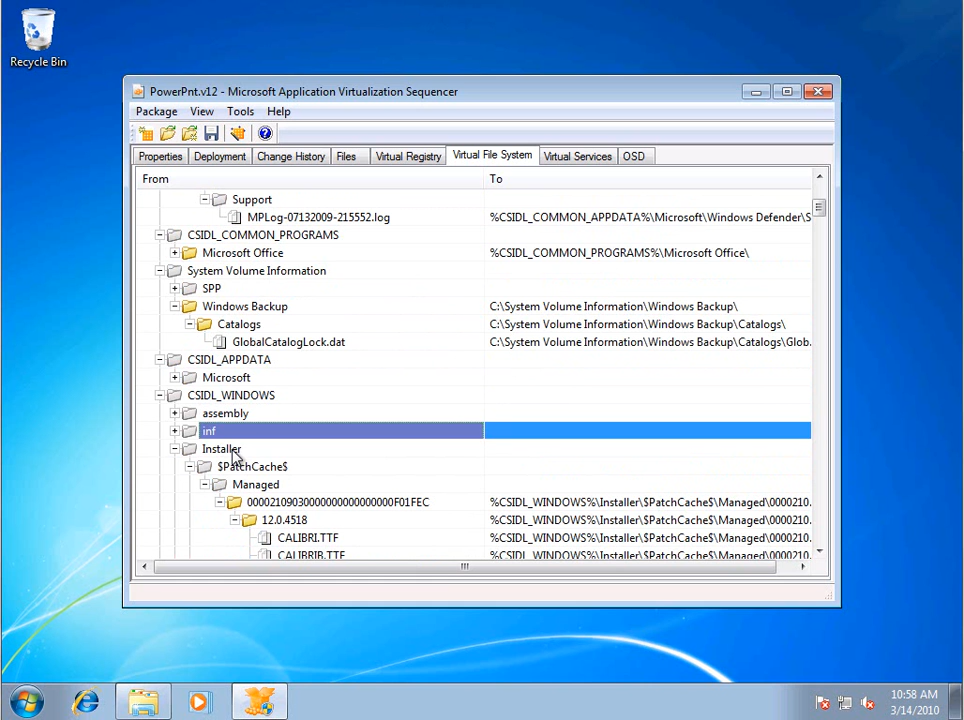 Recycle Bin
PowerPnt.v12 - Microsoft Application Virtualization Sequencer
Package View Tools Help
Properties Deployment Change History Files Virtual Registry Virtual File System Virtual Services OSD
From To
Support
MPLog-07132009-215552.log %CSIDL_COMMON_APPDATA%\Microsoft\Windows Defender\S
CSIDL_COMMON_PROGRAMS
Microsoft Office %CSIDL_COMMON_PROGRAMS%\Microsoft Office\
System Volume Information
SPP
Windows Backup C:\System Volume Information\Windows Backup\
Catalogs C:\System Volume Information\Windows Backup\Catalogs\
GlobalCatalogLock.dat C:\System Volume Information\Windows Backup\Catalogs\Glob.
CSIDL_APPDATA
Microsoft
CSIDL_WINDOWS
assembly
inf
Installer
$PatchCache$
Managed
00002109030000000000000000F01FEC %CSIDL_WINDOWS%\Installer\$PatchCache$\Managed\0000210.
12.0.4518 %CSIDL_WINDOWS%\Installer\$PatchCache$\Managed\0000210.
CALIBRI.TTF %CSIDL_WINDOWS%\Installer\$PatchCache$\Managed\0000210.
CALIBRIB.TTF %CSIDL_WINDOWS%\Installer\$PatchCache$\Managed\0000210.
10:58 AM
3/14/2010